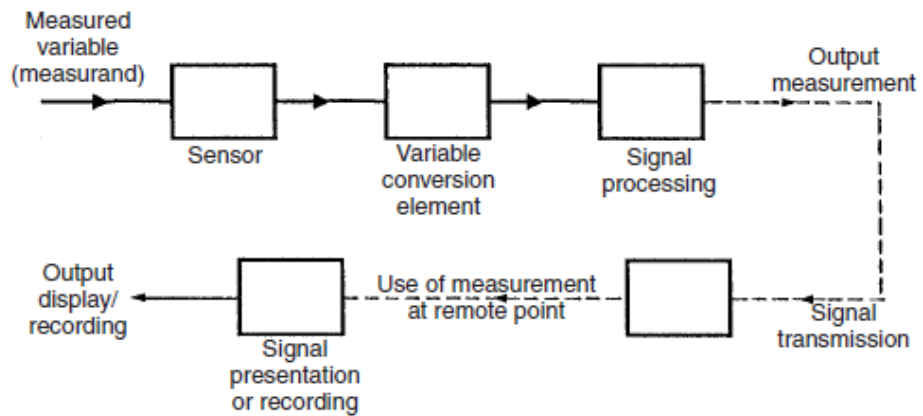 Measured
variable
(measurand)
Sensor
Variable
conversion
element
Signal
processing
Output
measurement
Output
display/
recording
Signal
presentation
or recording
Use of measurement
at remote point
Signal
transmission